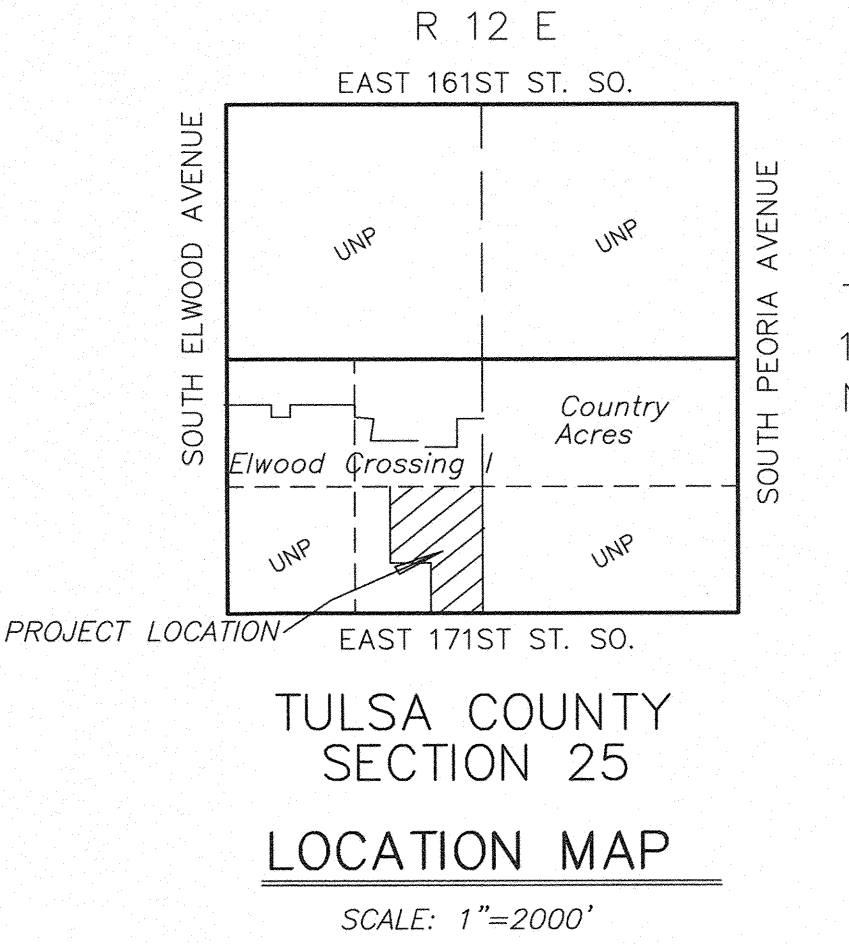 R 12 E
EAST 161ST ST. SO.
SOUTH ELWOOD AVENUE
SOUTH PEORIA AVENUE
UNP
UNP
Country
Acres
Elwood Crossing I
UNP
UNP
PROJECT LOCATION
EAST 171ST ST. SO.
TULSA COUNTY
SECTION 25
LOCATION MAP
SCALE: 1"=2000'